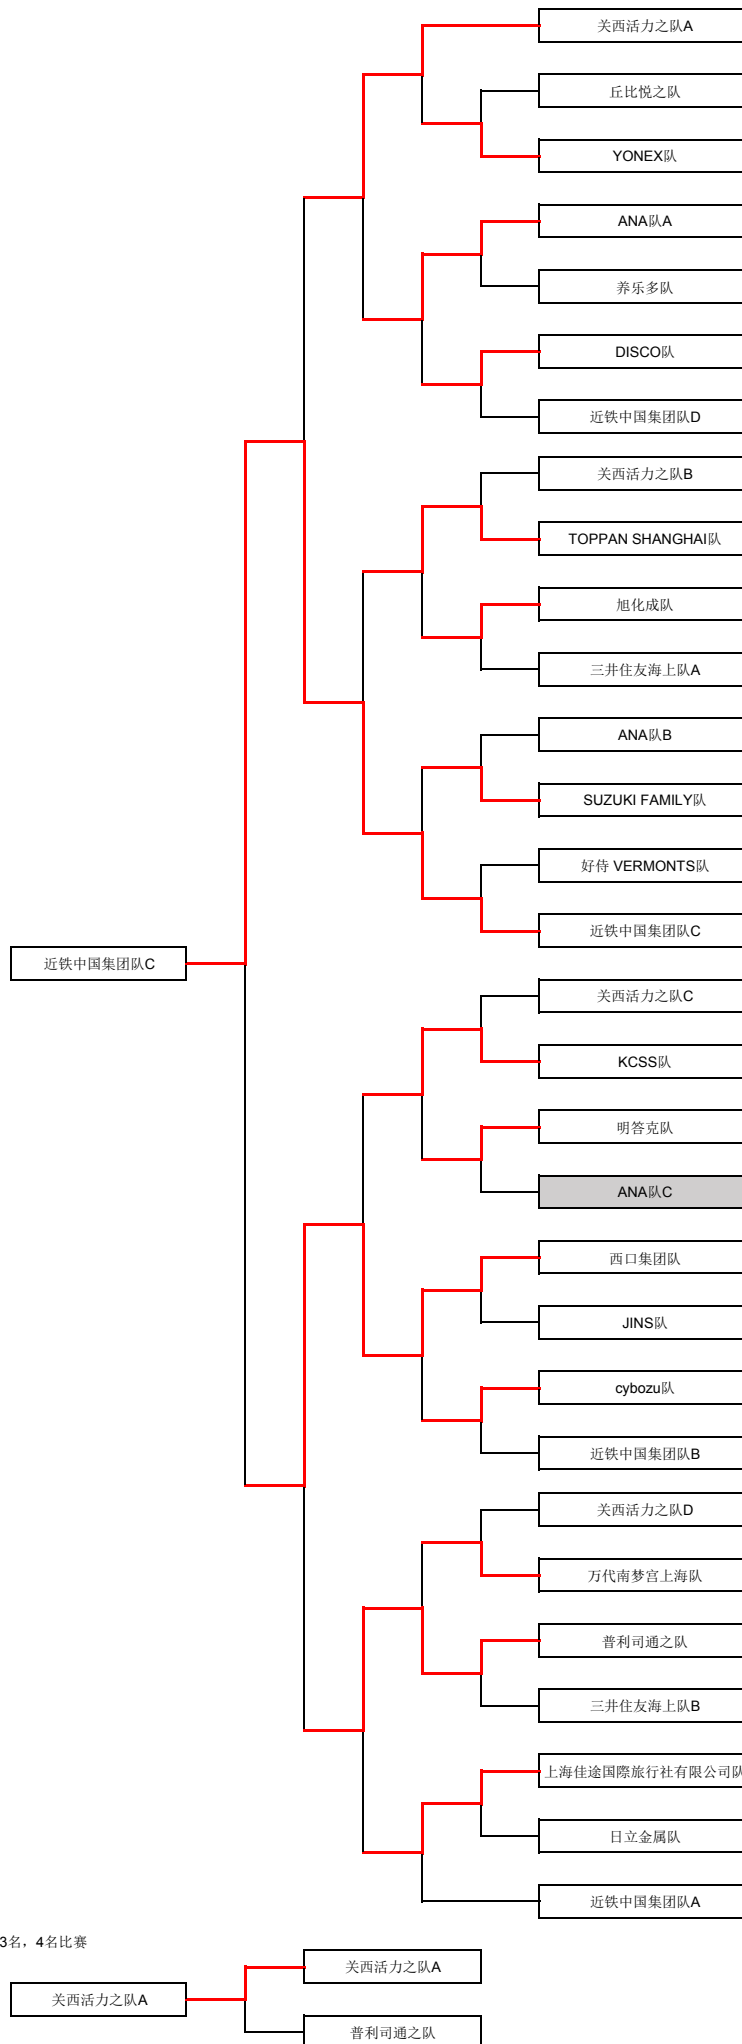 关西活力之队A
丘比悦之队
YONEX队
ANA队A
养乐多队
DISCO队
近铁中国集团队D
关西活力之队B
TOPPAN SHANGHAI队
旭化成队
三井住友海上队A
ANA队B
SUZUKI FAMILY队
好侍 VERMONTS队
近铁中国集团队C
近铁中国集团队C
关西活力之队C
KCSS队
明答克队
ANA队C
西口集团队
JINS队
cybozu队
近铁中国集团队B
关西活力之队D
万代南梦宫上海队
普利司通之队
三井住友海上队B
上海佳途国際旅行社有限公司队
日立金属队
近铁中国集团队A
3名，4名比赛
关西活力之队A
关西活力之队A
普利司通之队